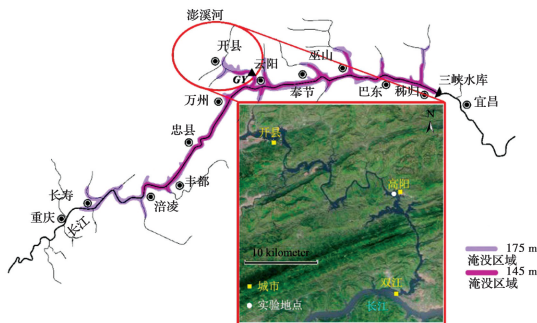 澎溪河
开县
GY
云阳
巫山
奉节
巴东
秭归
三峡水库
宜昌
万州
忠县
丰都
涪凌
长寿
重庆
长江
N
开县
高阳
10 kilometer
城市
实验地点
双江
长江
175 m
淹没区域
145 m
淹没区域